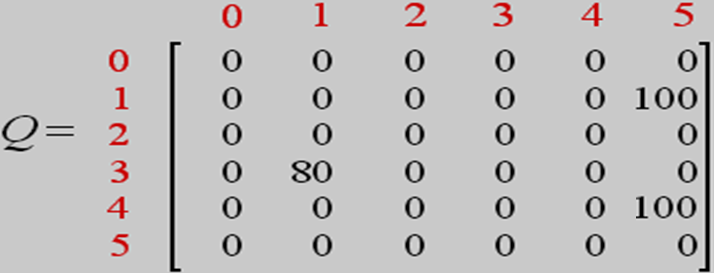 0 1 2 3 4 5
0 0 0 0 0 0 0
1 0 0 0 0 0 100
Q = 2 0 0 0 0 0 0
3 0 80 0 0 0 0
4 0 0 0 0 0 100
5 0 0 0 0 0 0